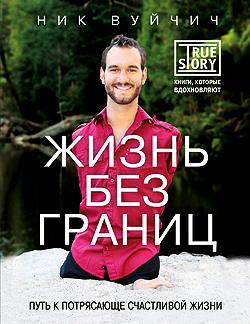 НИК ВУЙЧИЧ
TRUE
STORY
КНИГИ, КОТОРЫЕ
ВДОХНОВЛЯЮТ
ЖИЗНЬ
БЕЗ
ГРАНИЦ
ПУТЬ К ПОТРЯСАЮЩЕ СЧАСТЛИВОЙ ЖИЗНИ